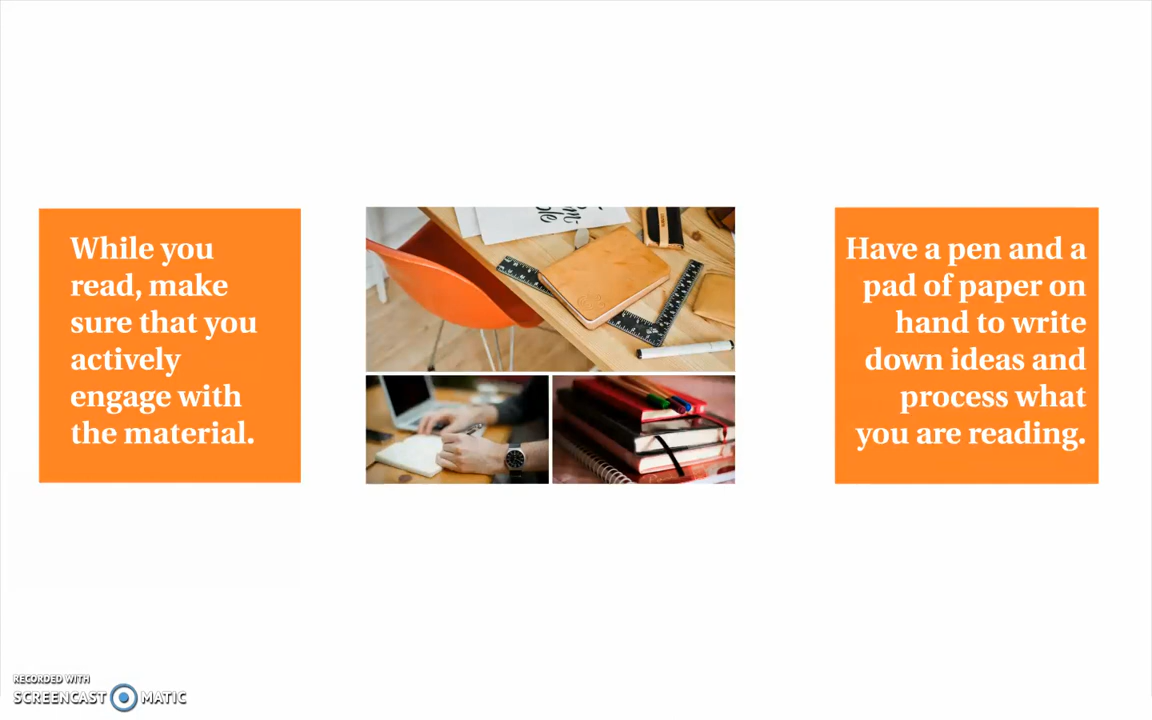 While you
read, make
sure that you
actively
engage with
the material.
Have a pen and a
pad of paper on
hand to write
down ideas and
process what
you are reading.
RECORDED WITH
SCREENCAST MATIC